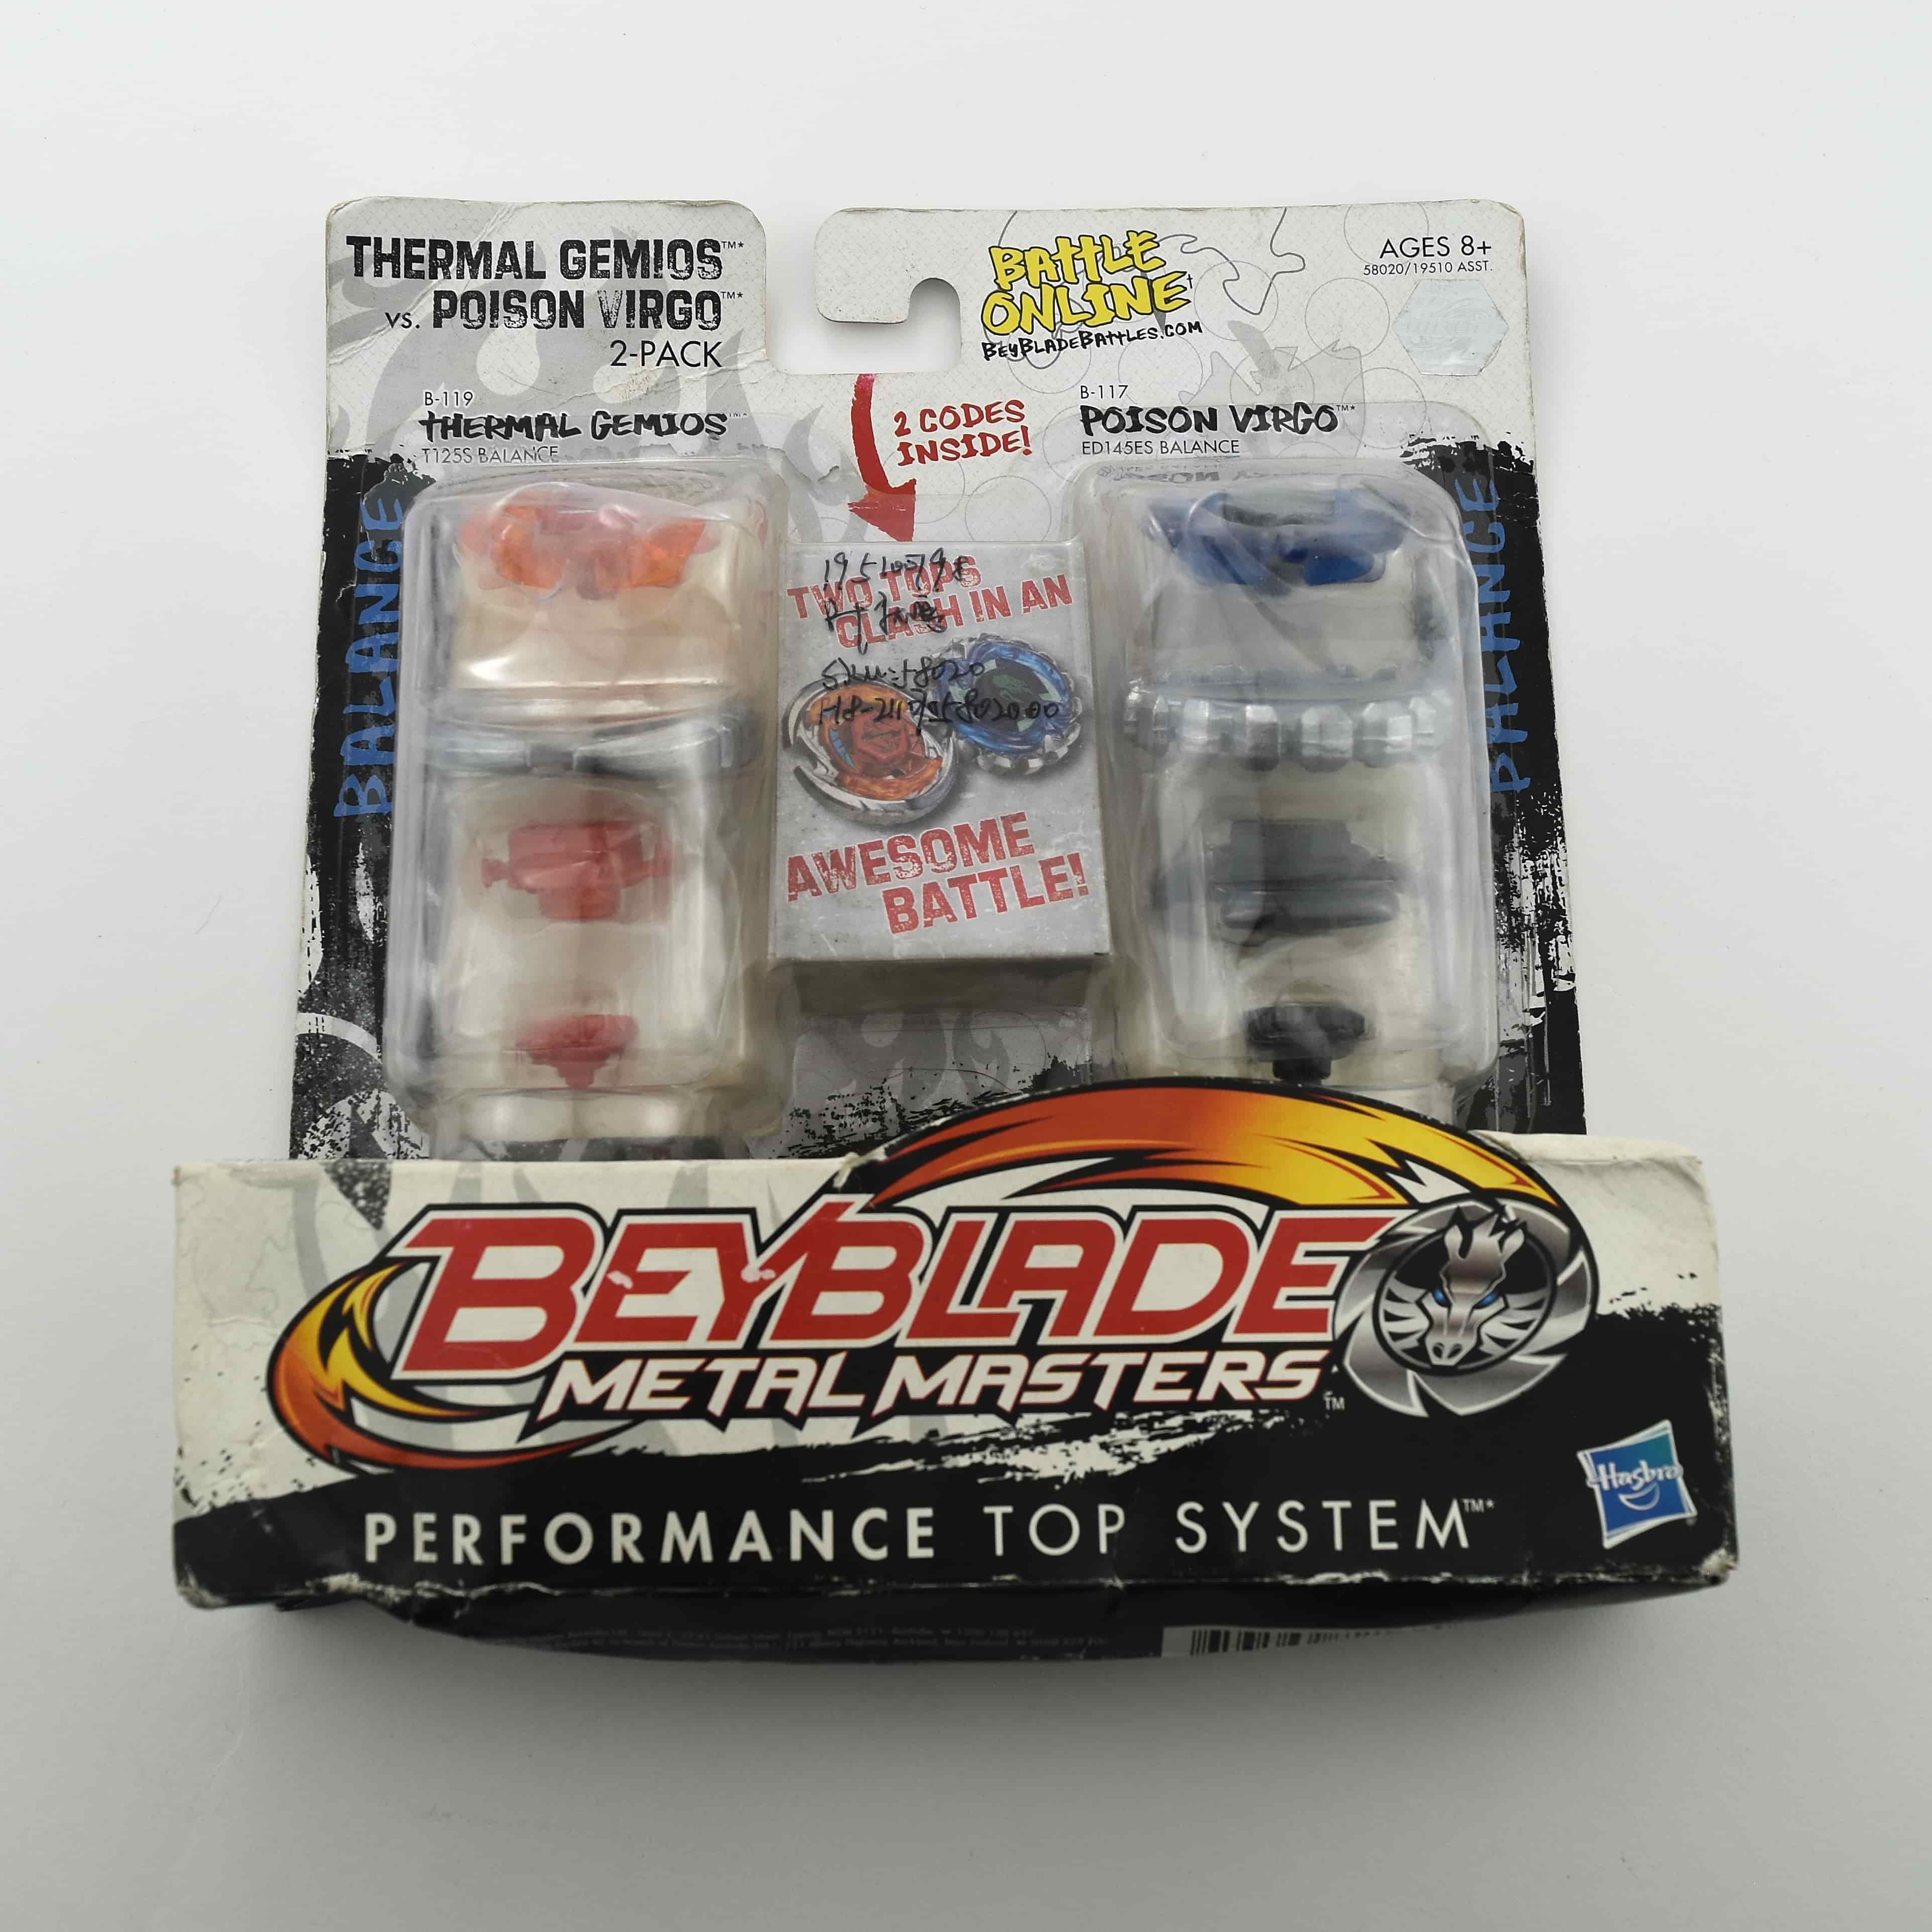 THERMAL GEMIOS™*
VS. POISON VIRGO™*
2-PACK
BATTLE
ONLINE†
BEYBLADEBATTLES.COM
AGES 8+
58020/19510 ASST.
B-119
THERMAL GEMIOS™*
T125S BALANCE
2 CODES
INSIDE!
B-117
POISON VIRGO™*
ED145ES BALANCE
BALANCE
BALANCE
TWO TOPS
CLASH IN AN
AWESOME
BATTLE!
BEYBLADE
METAL MASTERS™
PERFORMANCE TOP SYSTEM™*
Hasbro